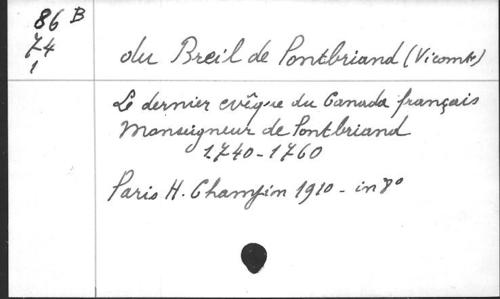 86 B
74
1
du Breil de Pontbriand (Vicomte)
Le dernier evêque du Canada français
Monseigneur de Pontbriand
1740-1760
Paris H. Champion 1910 - in 8°